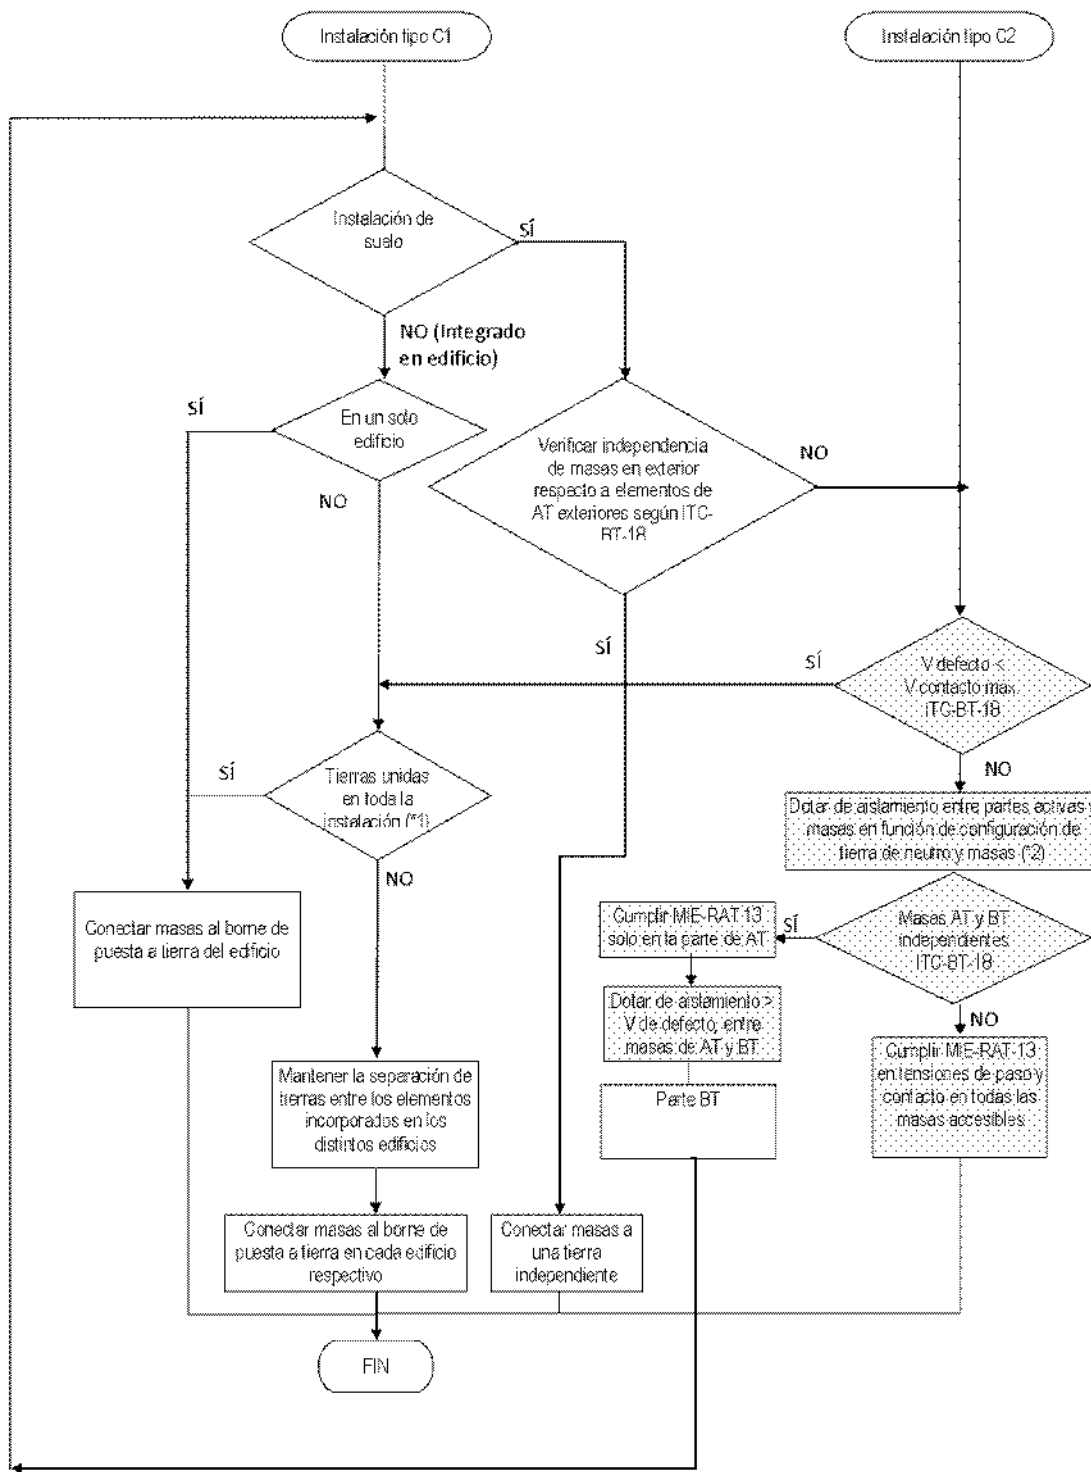 Instalación tipo C1
Instalación tipo C2
Instalación de
suelo
SÍ
NO (Integrado
en edificio)
SÍ
En un solo
edificio
NO
Verificar independencia
de masas en exterior
respecto a elementos de
AT exteriores según ITC-
BT-18
NO
SÍ
SÍ
V defecto <
V contacto max.
ITC-BT-18
NO
SÍ
Tierras unidas
en toda la
instalación (*1)
NO
Dotar de aislamiento entre partes activas y
masas en función de configuración de
tierra de neutro y masas (*2)
Conectar masas al borne de
puesta a tierra del edificio
Cumplir MIE-RAT-13
solo en la parte de AT
SÍ
Masas AT y BT
independientes
ITC-BT-18
NO
Dotar de aislamiento >
V de defecto, entre
masas de AT y BT
Cumplir MIE-RAT-13
en tensiones de paso y
contacto en todas las
masas accesibles
Mantener la separación de
tierras entre los elementos
incorporados en los
distintos edificios
Parte BT
Conectar masas al borne de
puesta a tierra en cada edificio
respectivo
Conectar masas a
una tierra
independiente
FIN